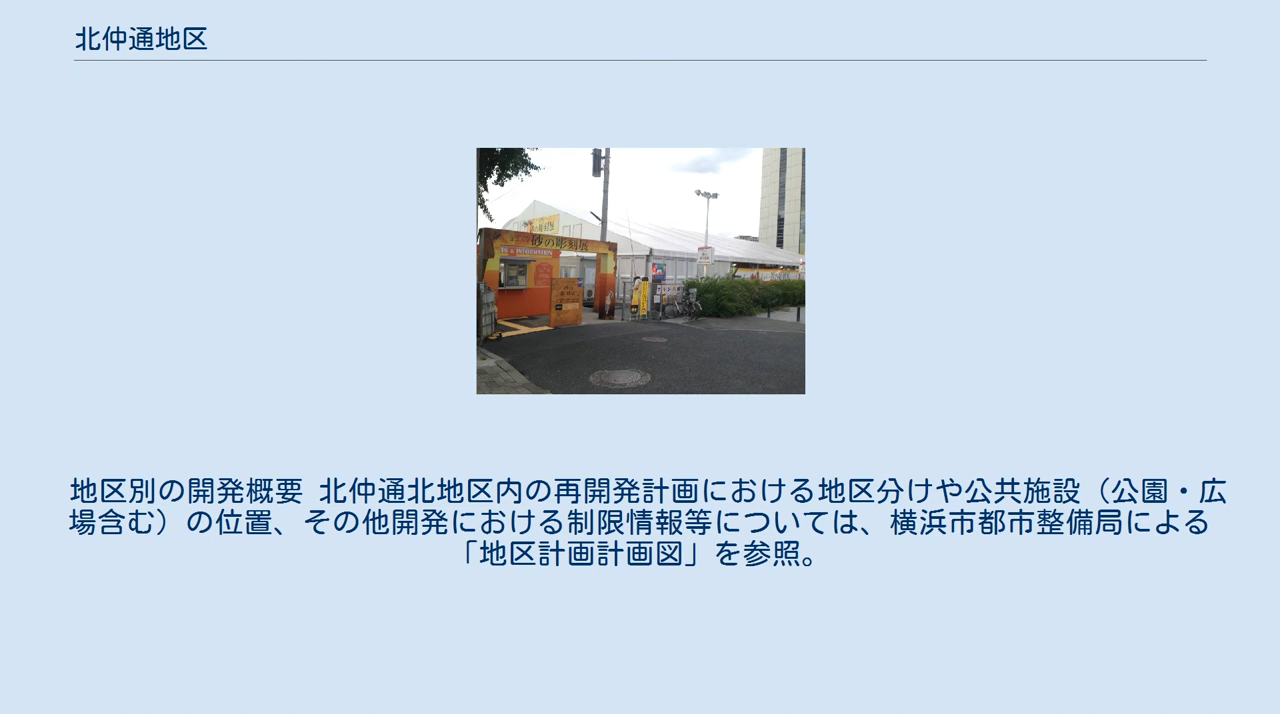 北仲通地区
砂の彫刻展
地区別の開発概要 北仲通北地区内の再開発計画における地区分けや公共施設（公園・広
場含む）の位置、その他開発における制限情報等については、横浜市都市整備局による
「地区計画計画図」を参照。